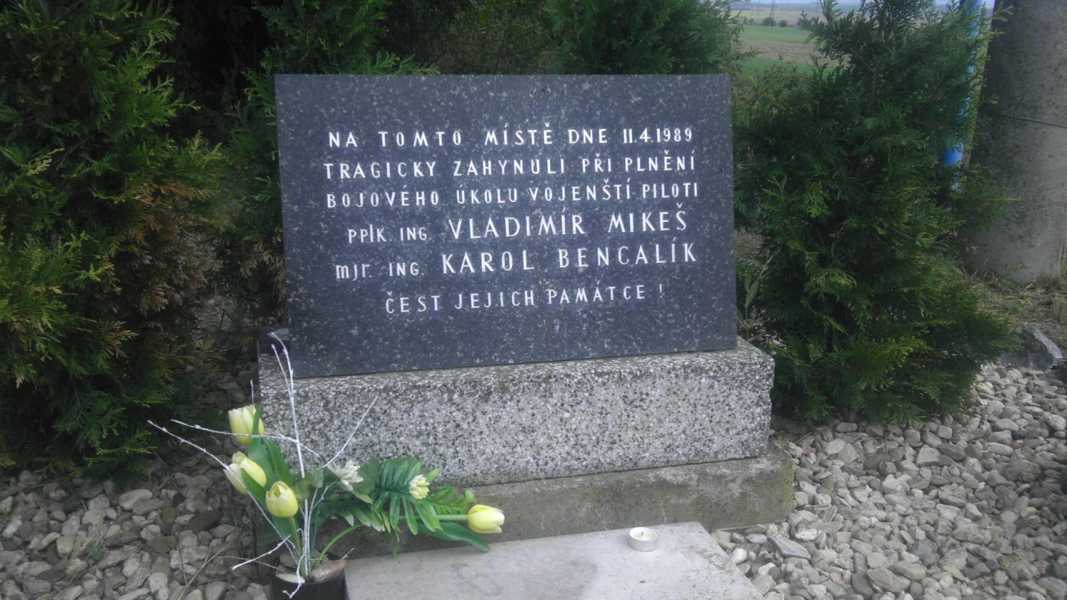 NA TOMTO MÍSTĚ DNE 11.4.1989
TRAGICKY ZAHYNULI PŘI PLNĚNÍ
BOJOVÉHO ÚKOLU VOJENŠTÍ PILOTI
PPlK. ING. VLADIMÍR MIKEŠ
mjr. ING. KAROL BENCALÍK
ČEST JEJICH PAMÁTCE !